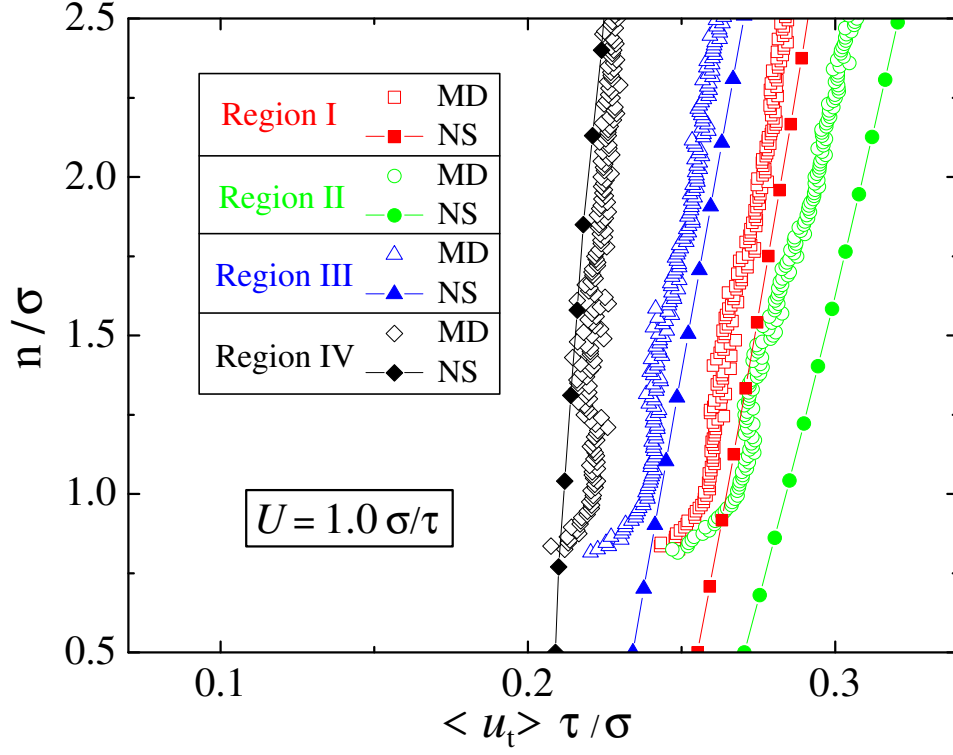 2.5
2.0
1.5
1.0
0.5
n / σ
Region I
MD
NS
Region II
MD
NS
Region III
MD
NS
Region IV
MD
NS
U = 1.0 σ/τ
0.1
0.2
0.3
< uₜ > τ / σ